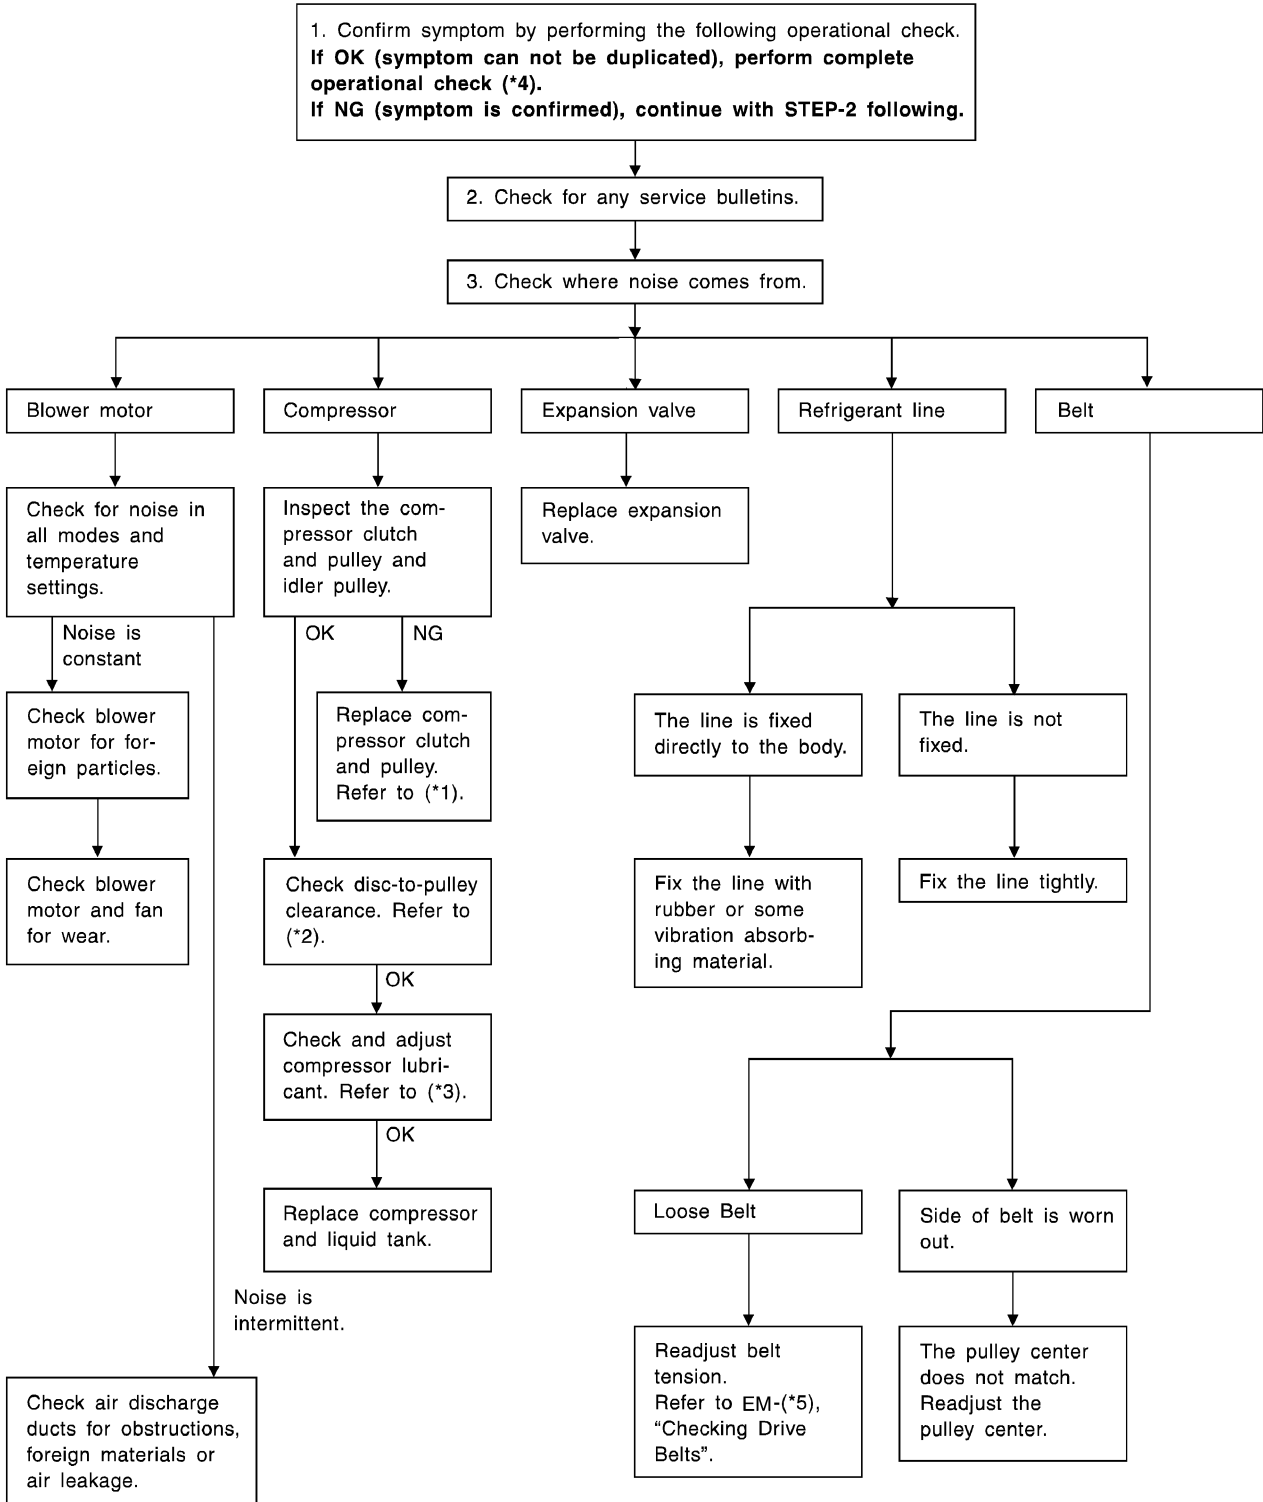 1. Confirm symptom by performing the following operational check.
If OK (symptom can not be duplicated), perform complete
operational check (*4).
If NG (symptom is confirmed), continue with STEP-2 following.
2. Check for any service bulletins.
3. Check where noise comes from.
Blower motor
Compressor
Expansion valve
Refrigerant line
Belt
Check for noise in
all modes and
temperature
settings.
Inspect the com-
pressor clutch
and pulley and
idler pulley.
Replace expansion
valve.
Noise is
constant
OK
NG
Check blower
motor for for-
eign particles.
Replace com-
pressor clutch
and pulley.
Refer to (*1).
The line is fixed
directly to the body.
The line is not
fixed.
Check blower
motor and fan
for wear.
Check disc-to-pulley
clearance. Refer to
(*2).
Fix the line with
rubber or some
vibration absorb-
ing material.
Fix the line tightly.
OK
Check and adjust
compressor lubri-
cant. Refer to (*3).
OK
Replace compressor
and liquid tank.
Loose Belt
Side of belt is worn
out.
Noise is
intermittent.
Readjust belt
tension.
Refer to EM-(*5),
“Checking Drive
Belts”.
The pulley center
does not match.
Readjust the
pulley center.
Check air discharge
ducts for obstructions,
foreign materials or
air leakage.